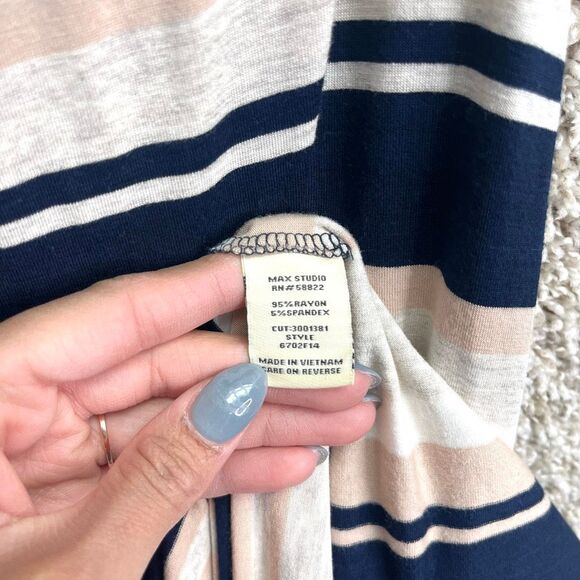 MAX STUDIO
RN#58822
95%RAYON
5%SPANDEX
CUT:3001381
STYLE
6702F14
MADE IN VIETNAM
CARE ON REVERSE